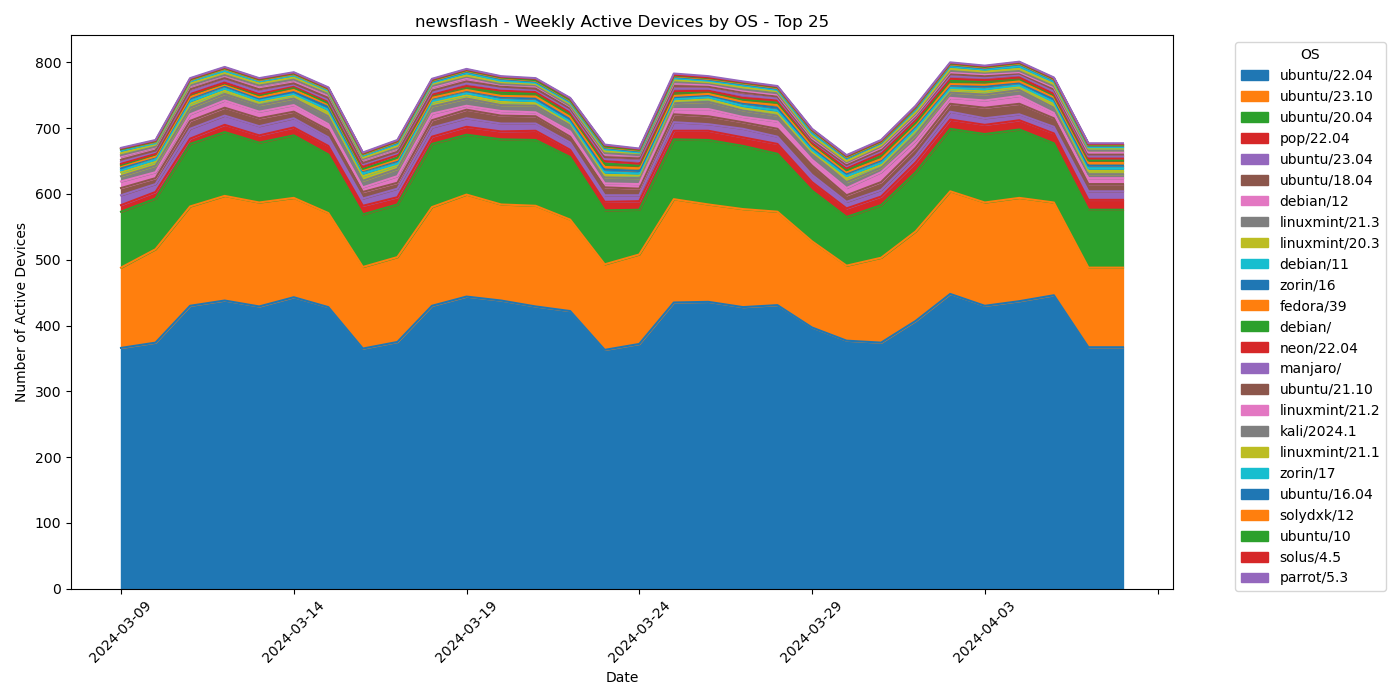 newsflash - Weekly Active Devices by OS - Top 25
800
700
600
500
400
300
200
100
0
Number of Active Devices
2024-03-09
2024-03-14
2024-03-19
2024-03-24
2024-03-29
2024-04-03
Date
OS
ubuntu/22.04
ubuntu/23.10
ubuntu/20.04
pop/22.04
ubuntu/23.04
ubuntu/18.04
debian/12
linuxmint/21.3
linuxmint/20.3
debian/11
zorin/16
fedora/39
debian/
neon/22.04
manjaro/
ubuntu/21.10
linuxmint/21.2
kali/2024.1
linuxmint/21.1
zorin/17
ubuntu/16.04
solydxk/12
ubuntu/10
solus/4.5
parrot/5.3